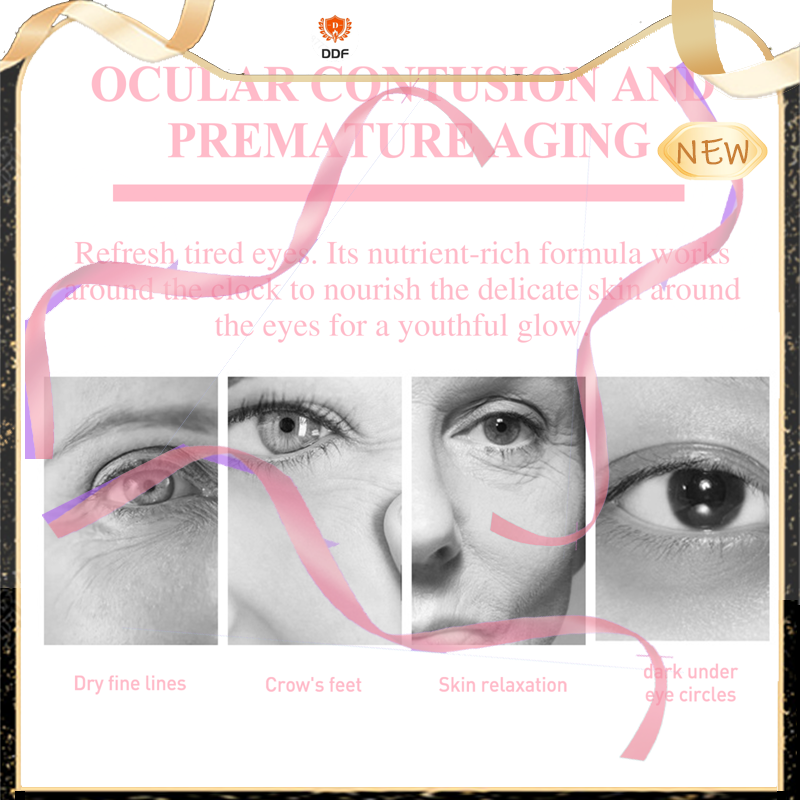 DDF
OCULAR CONTUSION AND
PREMATURE AGING
NEW
Refresh tired eyes. Its nutrient-rich formula works
around the clock to nourish the delicate skin around
the eyes for a youthful glow.
Dry fine lines
Crow's feet
Skin relaxation
dark under
eye circles